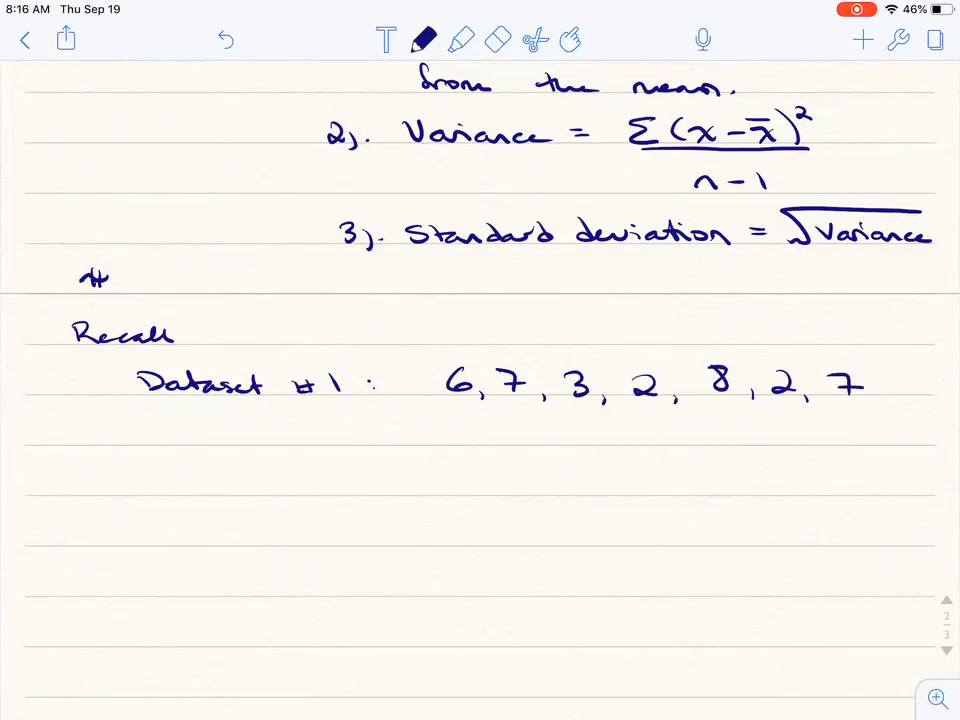 8:16 AM Thu Sep 19
46%
T
from the mean.
2). Variance = Σ(x - x̄)²
n - 1
3). Standard deviation = √Variance
#
Recall
Dataset #1 : 6, 7, 3, 2, 8, 2, 7
2
3